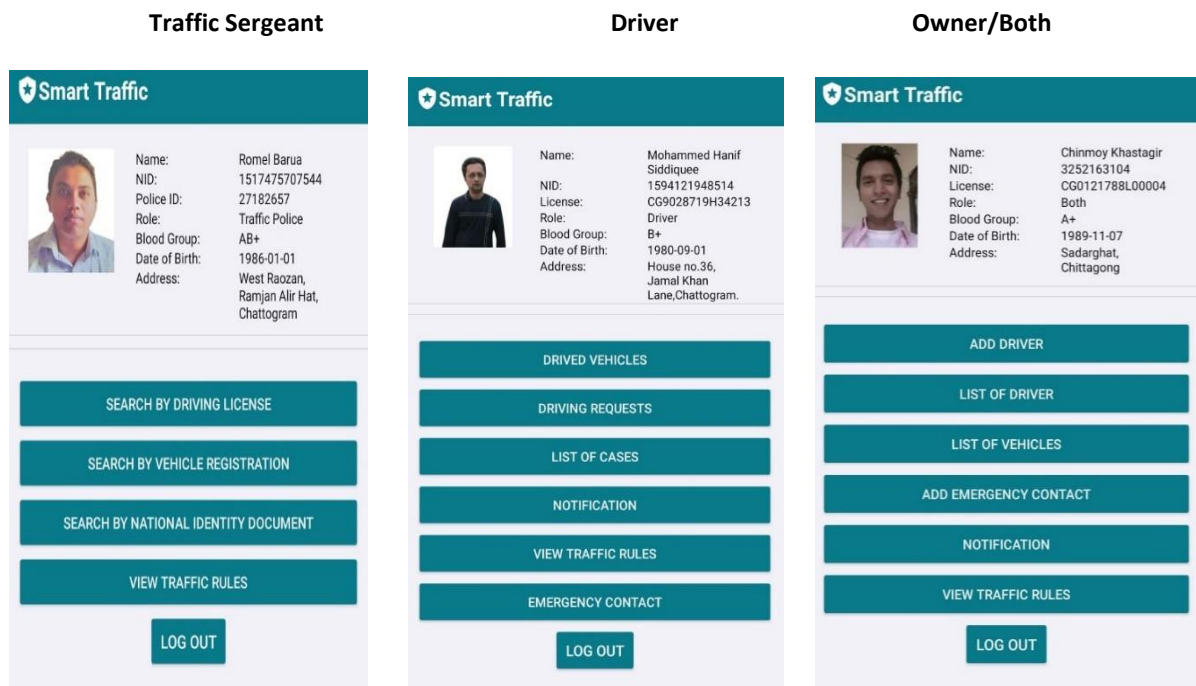 Traffic Sergeant
Driver
Owner/Both
Smart Traffic
Name: Romel Barua
NID: 1517475707544
Police ID: 27182657
Role: Traffic Police
Blood Group: AB+
Date of Birth: 1986-01-01
Address: West Raozan,
Ramjan Alir Hat,
Chattogram
SEARCH BY DRIVING LICENSE
SEARCH BY VEHICLE REGISTRATION
SEARCH BY NATIONAL IDENTITY DOCUMENT
VIEW TRAFFIC RULES
LOG OUT
Smart Traffic
Name: Mohammed Hanif
Siddiquee
NID: 1594121948514
License: CG9028719H34213
Role: Driver
Blood Group: B+
Date of Birth: 1980-09-01
Address: House no.36,
Jamal Khan
Lane,Chattogram.
DRIVED VEHICLES
DRIVING REQUESTS
LIST OF CASES
NOTIFICATION
VIEW TRAFFIC RULES
EMERGENCY CONTACT
LOG OUT
Smart Traffic
Name: Chinmoy Khastagir
NID: 3252163104
License: CG0121788L00004
Role: Both
Blood Group: A+
Date of Birth: 1989-11-07
Address: Sadarghat,
Chittagong
ADD DRIVER
LIST OF DRIVER
LIST OF VEHICLES
ADD EMERGENCY CONTACT
NOTIFICATION
VIEW TRAFFIC RULES
LOG OUT